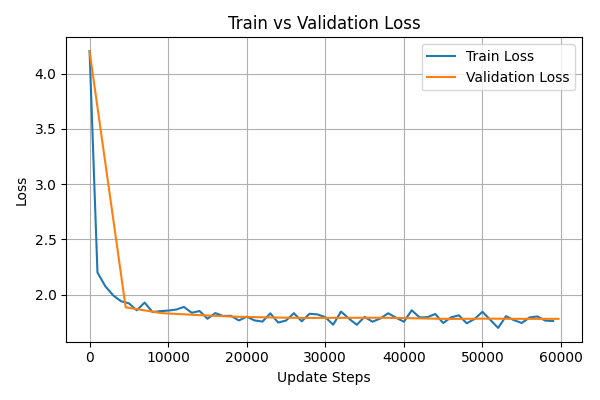 Train vs Validation Loss
Train Loss
Validation Loss
4.0
3.5
3.0
2.5
2.0
Loss
0 10000 20000 30000 40000 50000 60000
Update Steps